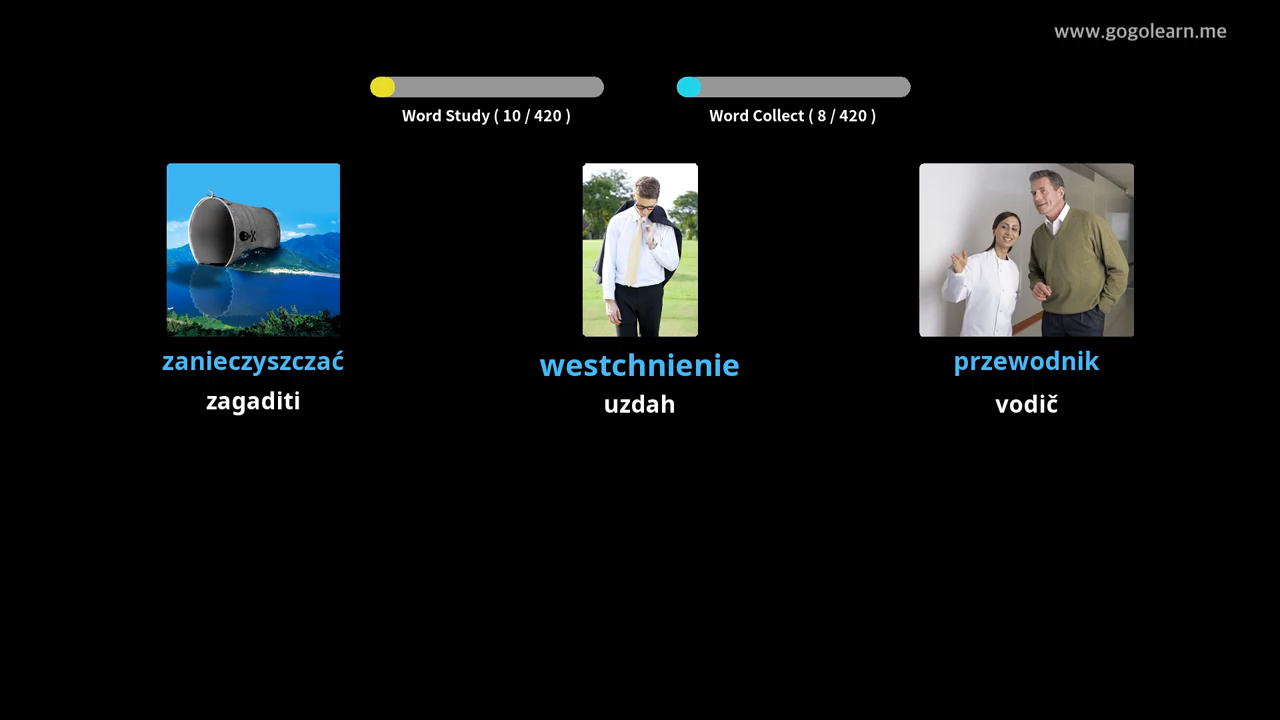 www.gogolearn.me
Word Study ( 10 / 420 )
Word Collect ( 8 / 420 )
zanieczyszczać
zagaditi
westchnienie
uzdah
przewodnik
vodič